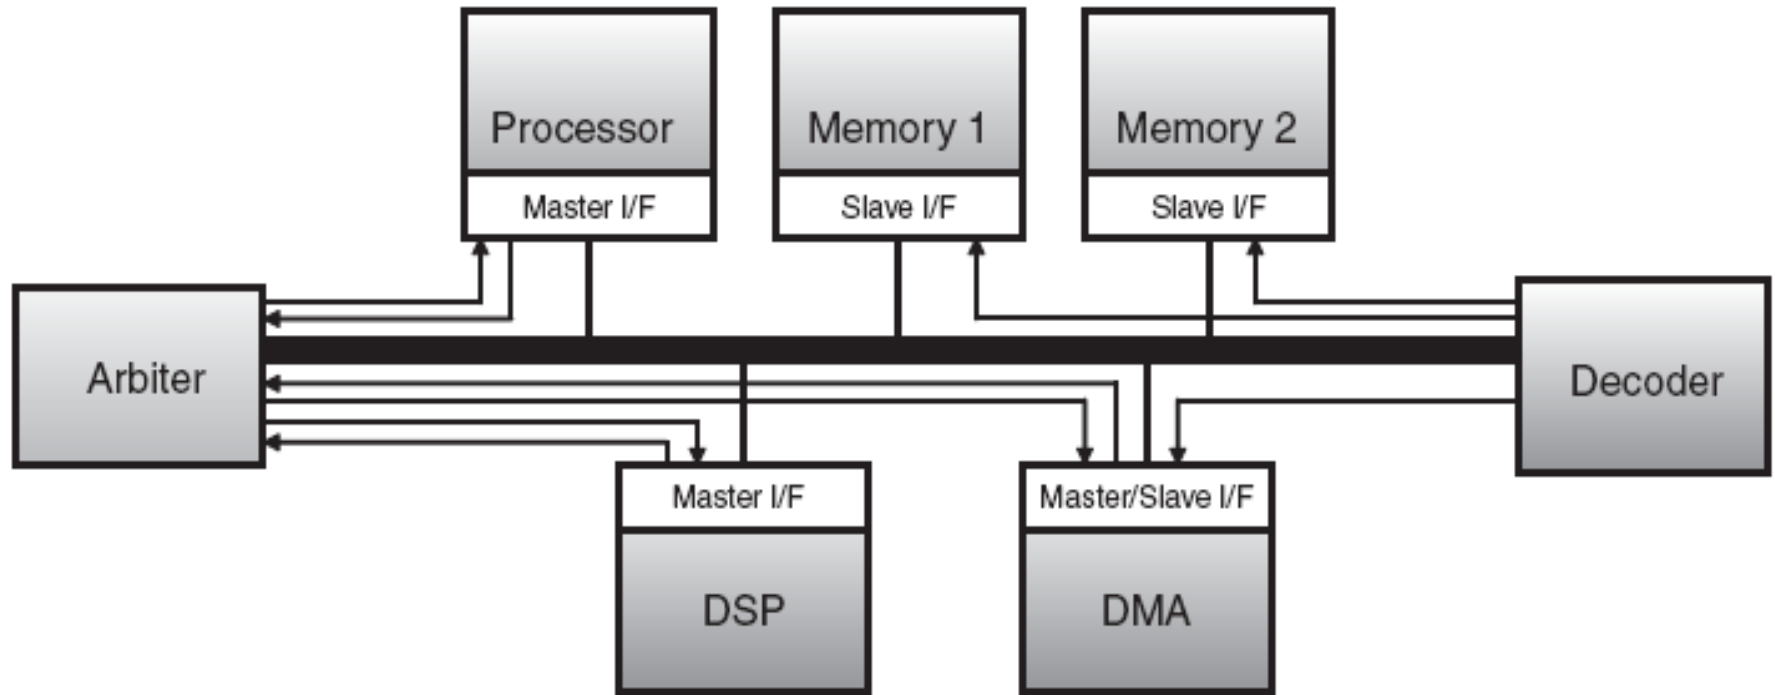 Processor
Master I/F
Memory 1
Slave I/F
Memory 2
Slave I/F
Arbiter
Decoder
Master I/F
DSP
Master/Slave I/F
DMA